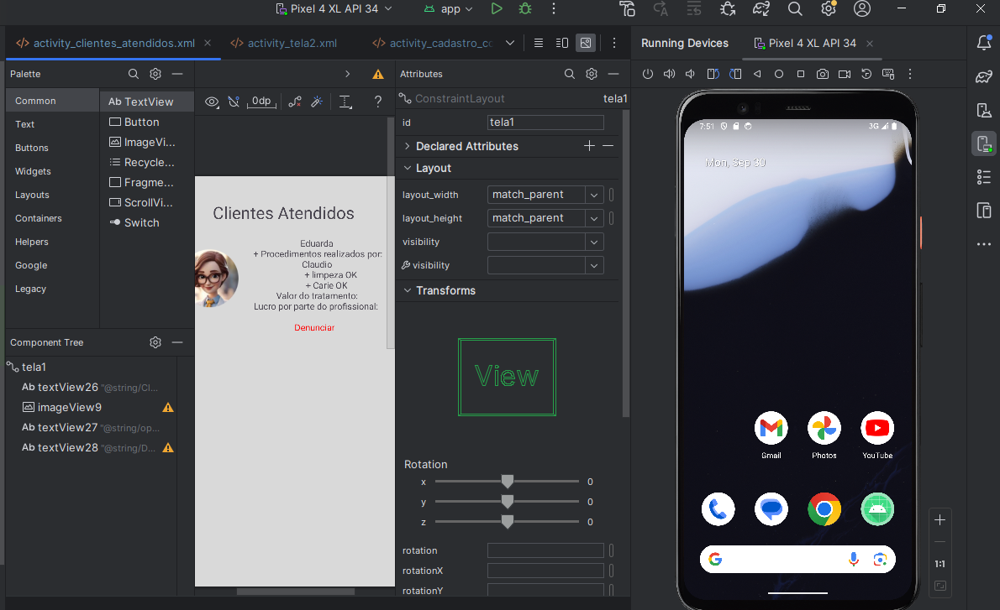 Pixel 4 XL API 34
app
activity_clientes_atendidos.xml
activity_tela2.xml
activity_cadastro_cc
Running Devices
Pixel 4 XL API 34
Palette
Common
Text
Buttons
Widgets
Layouts
Containers
Helpers
Google
Legacy
Ab TextView
Button
ImageVi...
Recycle...
Fragme...
ScrollVi...
Switch
0dp
?
Clientes Atendidos
Eduarda
+ Procedimentos realizados por:
Claudio
+ limpeza OK
+ Carie OK
Valor do tratamento:
Lucro por parte do profissional:
Denunciar
Component Tree
tela1
Ab textView26 "@string/Cl...
imageView9
Ab textView27 "@string/op...
Ab textView28 "@string/D...
Attributes
ConstraintLayout tela1
id tela1
Declared Attributes
Layout
layout_width match_parent
layout_height match_parent
visibility
visibility
Transforms
View
Rotation
x 0
y 0
z 0
rotation
rotationX
rotationY
7:51
3G
Mon, Sep 30
Gmail
Photos
YouTube
1:1